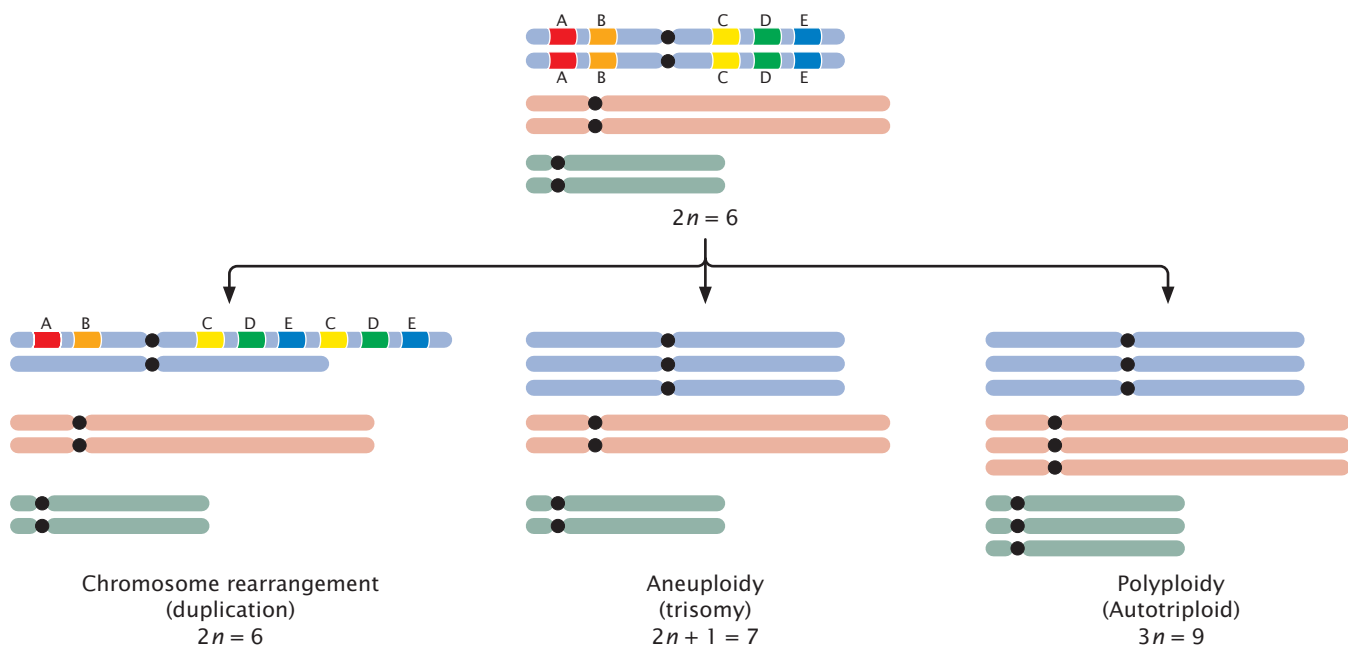 A B C D E
A B C D E
2n = 6
A B C D E C D E
Chromosome rearrangement
(duplication)
2n = 6
Aneuploidy
(trisomy)
2n + 1 = 7
Polyploidy
(Autotriploid)
3n = 9